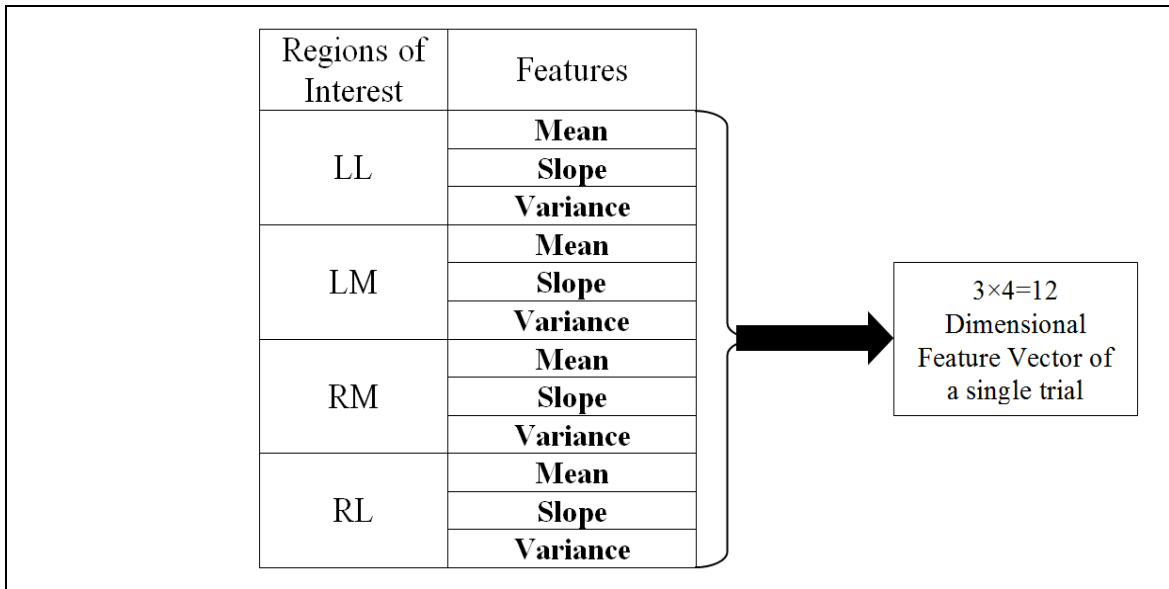 Regions of
Interest
Features
LL
Mean
Slope
Variance
LM
Mean
Slope
Variance
RM
Mean
Slope
Variance
RL
Mean
Slope
Variance
3×4=12
Dimensional
Feature Vector of
a single trial